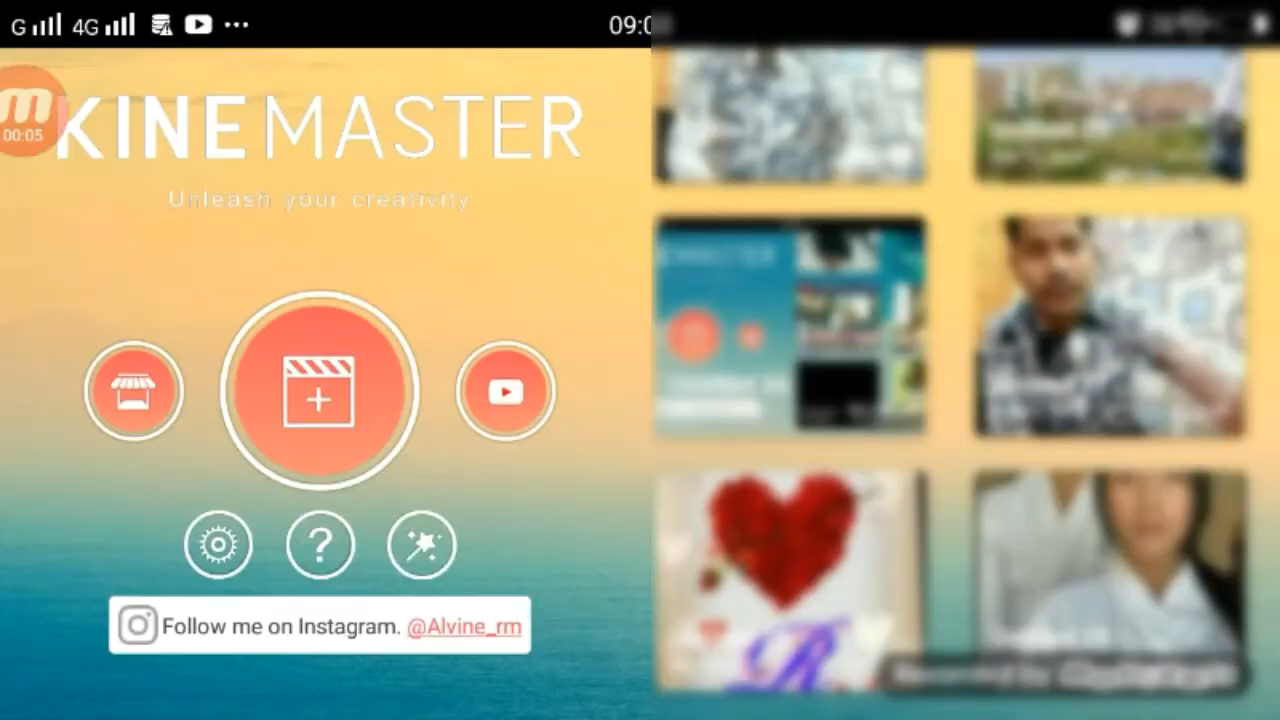 G 4G 09:0
00:05
KINEMASTER
Unleash your creativity
?
Follow me on Instagram. @Alvine_rm
R